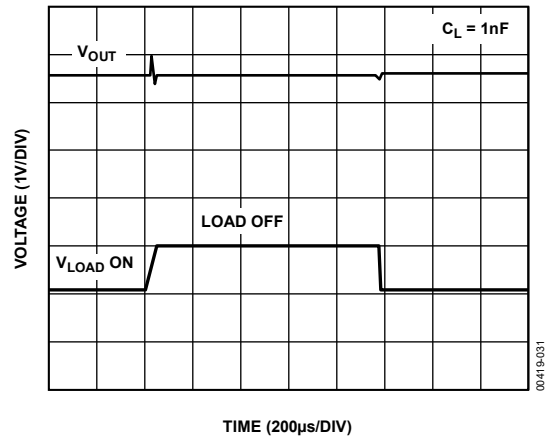 C_L = 1nF
V_OUT
LOAD OFF
V_LOAD ON
VOLTAGE (1V/DIV)
TIME (200µs/DIV)
00419-031